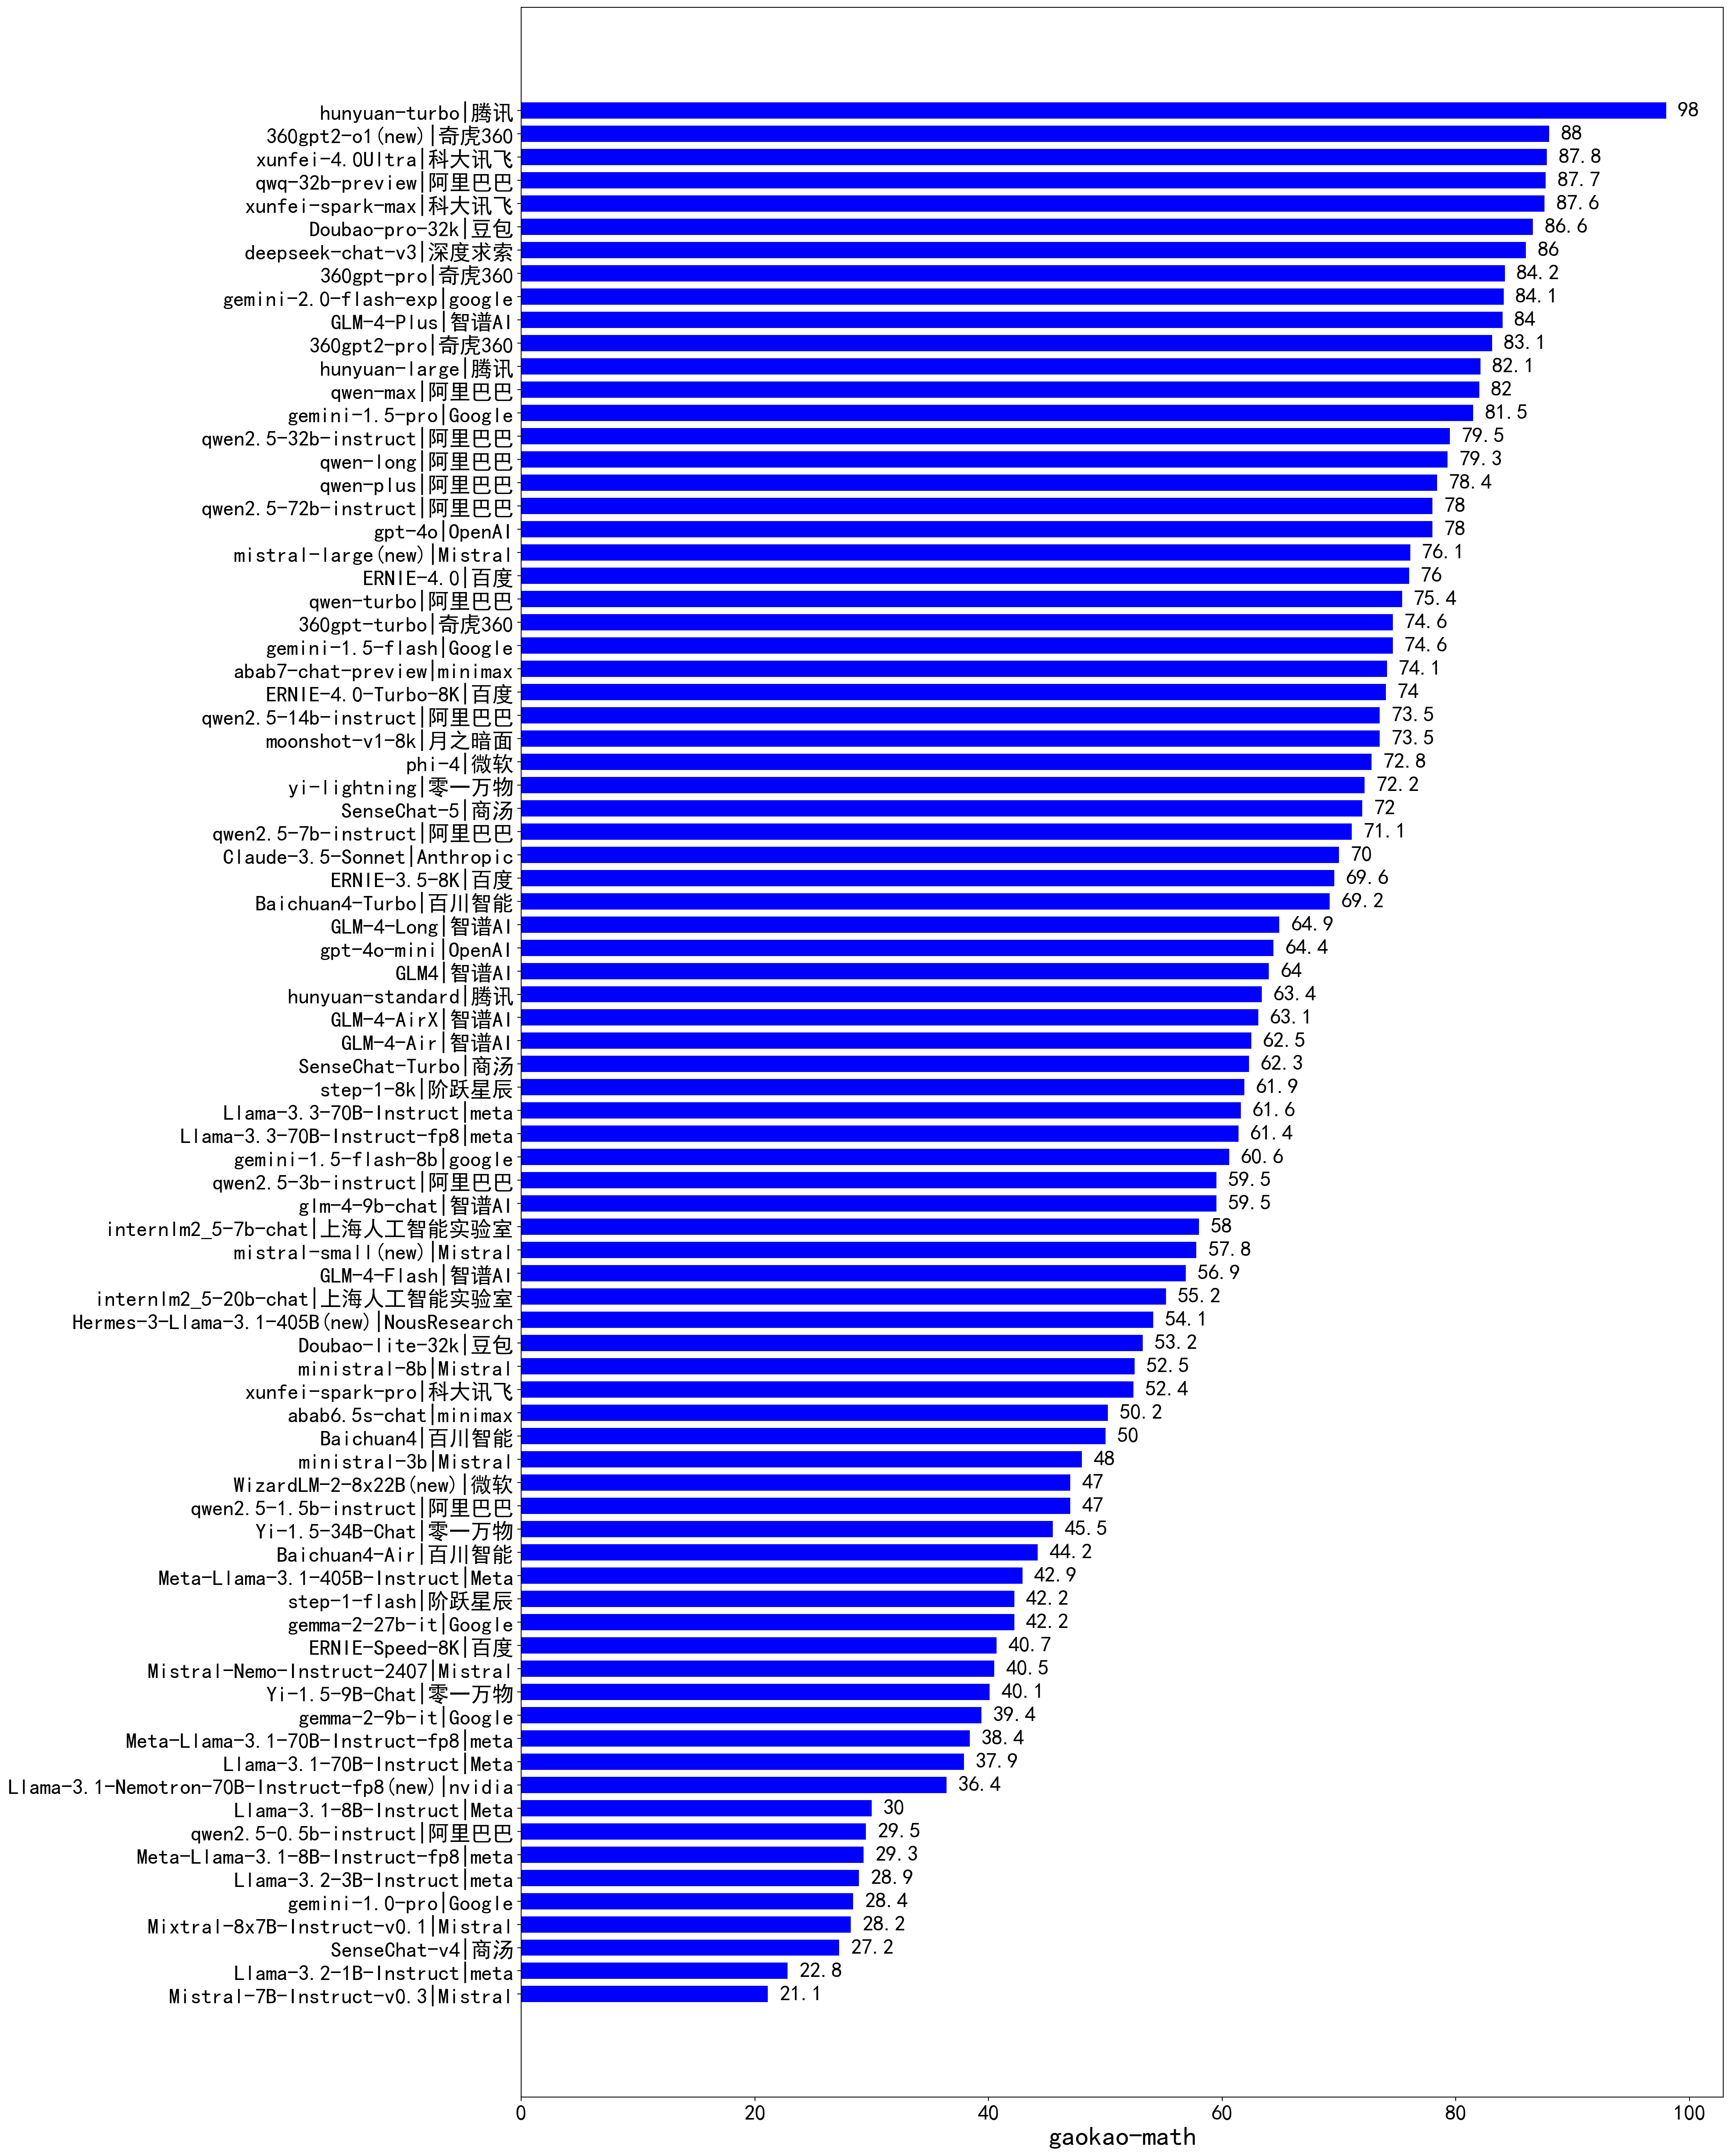 hunyuan-turbo|腾讯 98
360gpt2-o1(new)|奇虎360 88
xunfei-4.0Ultra|科大讯飞 87.8
qwq-32b-preview|阿里巴巴 87.7
xunfei-spark-max|科大讯飞 87.6
Doubao-pro-32k|豆包 86.6
deepseek-chat-v3|深度求索 86
360gpt-pro|奇虎360 84.2
gemini-2.0-flash-exp|google 84.1
GLM-4-Plus|智谱AI 84
360gpt2-pro|奇虎360 83.1
hunyuan-large|腾讯 82.1
qwen-max|阿里巴巴 82
gemini-1.5-pro|Google 81.5
qwen2.5-32b-instruct|阿里巴巴 79.5
qwen-long|阿里巴巴 79.3
qwen-plus|阿里巴巴 78.4
qwen2.5-72b-instruct|阿里巴巴 78
gpt-4o|OpenAI 78
mistral-large(new)|Mistral 76.1
ERNIE-4.0|百度 76
qwen-turbo|阿里巴巴 75.4
360gpt-turbo|奇虎360 74.6
gemini-1.5-flash|Google 74.6
abab7-chat-preview|minimax 74.1
ERNIE-4.0-Turbo-8K|百度 74
qwen2.5-14b-instruct|阿里巴巴 73.5
moonshot-v1-8k|月之暗面 73.5
phi-4|微软 72.8
yi-lightning|零一万物 72.2
SenseChat-5|商汤 72
qwen2.5-7b-instruct|阿里巴巴 71.1
Claude-3.5-Sonnet|Anthropic 70
ERNIE-3.5-8K|百度 69.6
Baichuan4-Turbo|百川智能 69.2
GLM-4-Long|智谱AI 64.9
gpt-4o-mini|OpenAI 64.4
GLM4|智谱AI 64
hunyuan-standard|腾讯 63.4
GLM-4-AirX|智谱AI 63.1
GLM-4-Air|智谱AI 62.5
SenseChat-Turbo|商汤 62.3
step-1-8k|阶跃星辰 61.9
Llama-3.3-70B-Instruct|meta 61.6
Llama-3.3-70B-Instruct-fp8|meta 61.4
gemini-1.5-flash-8b|google 60.6
qwen2.5-3b-instruct|阿里巴巴 59.5
glm-4-9b-chat|智谱AI 59.5
internlm2_5-7b-chat|上海人工智能实验室 58
mistral-small(new)|Mistral 57.8
GLM-4-Flash|智谱AI 56.9
internlm2_5-20b-chat|上海人工智能实验室 55.2
Hermes-3-Llama-3.1-405B(new)|NousResearch 54.1
Doubao-lite-32k|豆包 53.2
ministral-8b|Mistral 52.5
xunfei-spark-pro|科大讯飞 52.4
abab6.5s-chat|minimax 50.2
Baichuan4|百川智能 50
ministral-3b|Mistral 48
WizardLM-2-8x22B(new)|微软 47
qwen2.5-1.5b-instruct|阿里巴巴 47
Yi-1.5-34B-Chat|零一万物 45.5
Baichuan4-Air|百川智能 44.2
Meta-Llama-3.1-405B-Instruct|Meta 42.9
step-1-flash|阶跃星辰 42.2
gemma-2-27b-it|Google 42.2
ERNIE-Speed-8K|百度 40.7
Mistral-Nemo-Instruct-2407|Mistral 40.5
Yi-1.5-9B-Chat|零一万物 40.1
gemma-2-9b-it|Google 39.4
Meta-Llama-3.1-70B-Instruct-fp8|meta 38.4
Llama-3.1-70B-Instruct|Meta 37.9
Llama-3.1-Nemotron-70B-Instruct-fp8(new)|nvidia 36.4
Llama-3.1-8B-Instruct|Meta 30
qwen2.5-0.5b-instruct|阿里巴巴 29.5
Meta-Llama-3.1-8B-Instruct-fp8|meta 29.3
Llama-3.2-3B-Instruct|meta 28.9
gemini-1.0-pro|Google 28.4
Mixtral-8x7B-Instruct-v0.1|Mistral 28.2
SenseChat-v4|商汤 27.2
Llama-3.2-1B-Instruct|meta 22.8
Mistral-7B-Instruct-v0.3|Mistral 21.1
0 20 40 60 80 100
gaokao-math